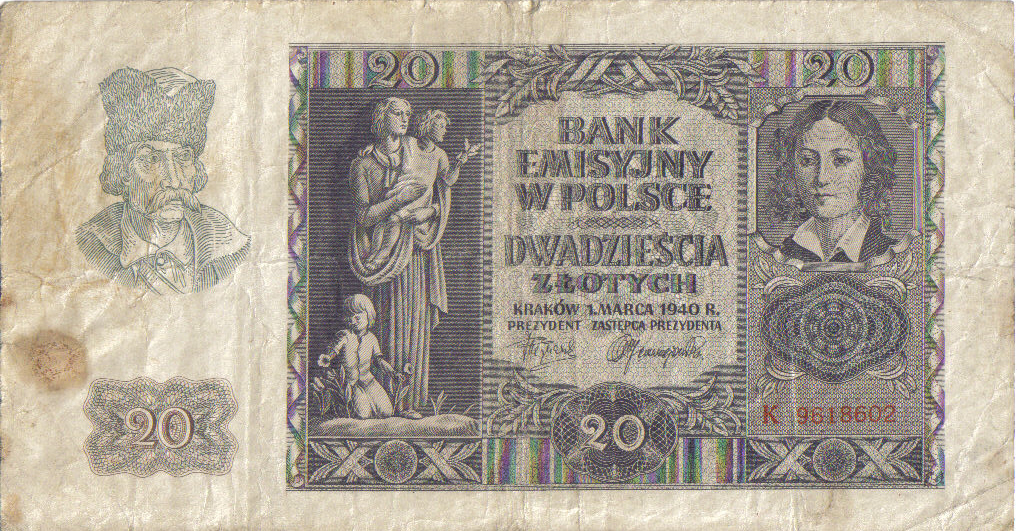 20
20
BANK
EMISYJNY
W POLSCE
DWADZIEŚCIA
ZŁOTYCH
KRAKÓW 1. MARCA 1940 R.
PREZYDENT ZASTĘPCA PREZYDENTA
K 9618602
20
20